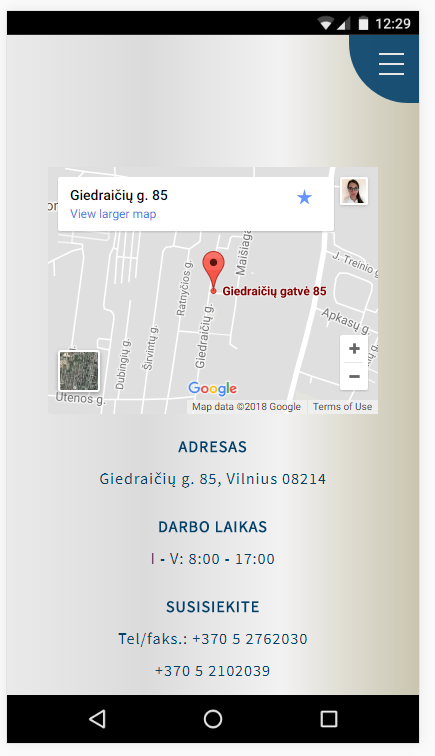 12:29
Giedraičių g. 85
View larger map
Maišiaga
Ratnyčios g.
J. Treinio g.
Giedraičių gatvė 85
Apkasų g.
Giedraičių g.
Širvintų g.
Dubingių g.
Utenos g.
Google
Map data ©2018 Google Terms of Use
ADRESAS
Giedraičių g. 85, Vilnius 08214
DARBO LAIKAS
I - V: 8:00 - 17:00
SUSISIEKITE
Tel/faks.: +370 5 2762030
+370 5 2102039